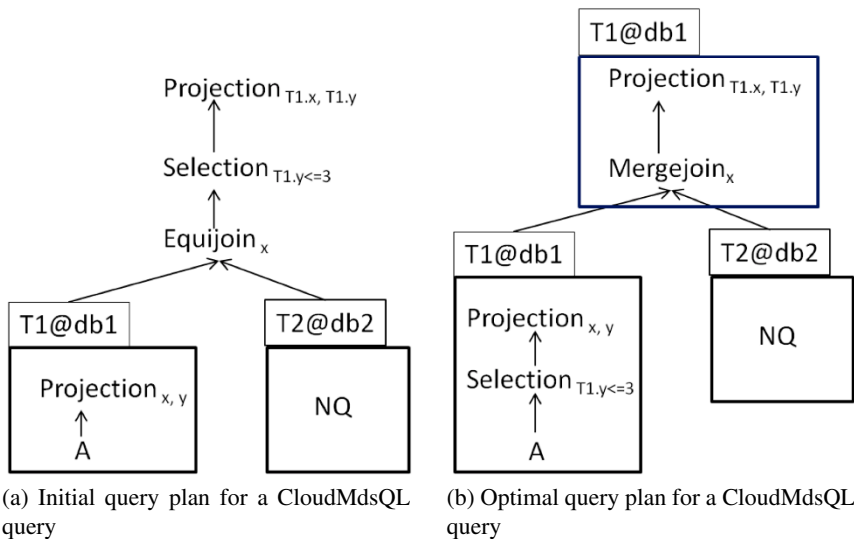 Projection T1.x, T1.y
Selection T1.y<=3
Equijoin x
T1@db1
T2@db2
Projection x, y
A
NQ
(a) Initial query plan for a CloudMdsQL
query
T1@db1
Projection T1.x, T1.y
Mergejoin x
T1@db1
T2@db2
Projection x, y
Selection T1.y<=3
A
NQ
(b) Optimal query plan for a CloudMdsQL
query